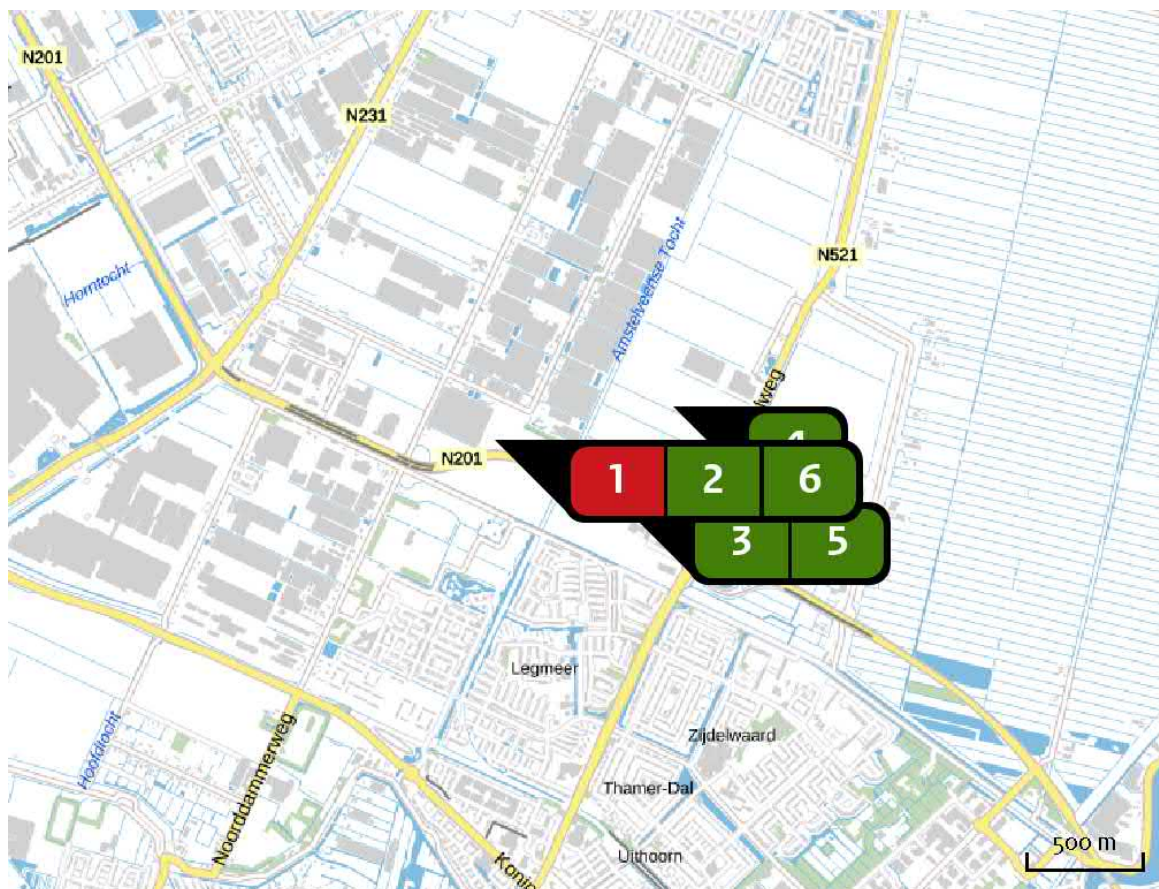 N201
N231
Horntocht
Amstelveense Tocht
N521
N201
1
2
6
3
5
Legmeer
Zijdelwaard
Hoofdtocht
Noorddammerweg
Thamer-Dal
Uithoorn
500 m